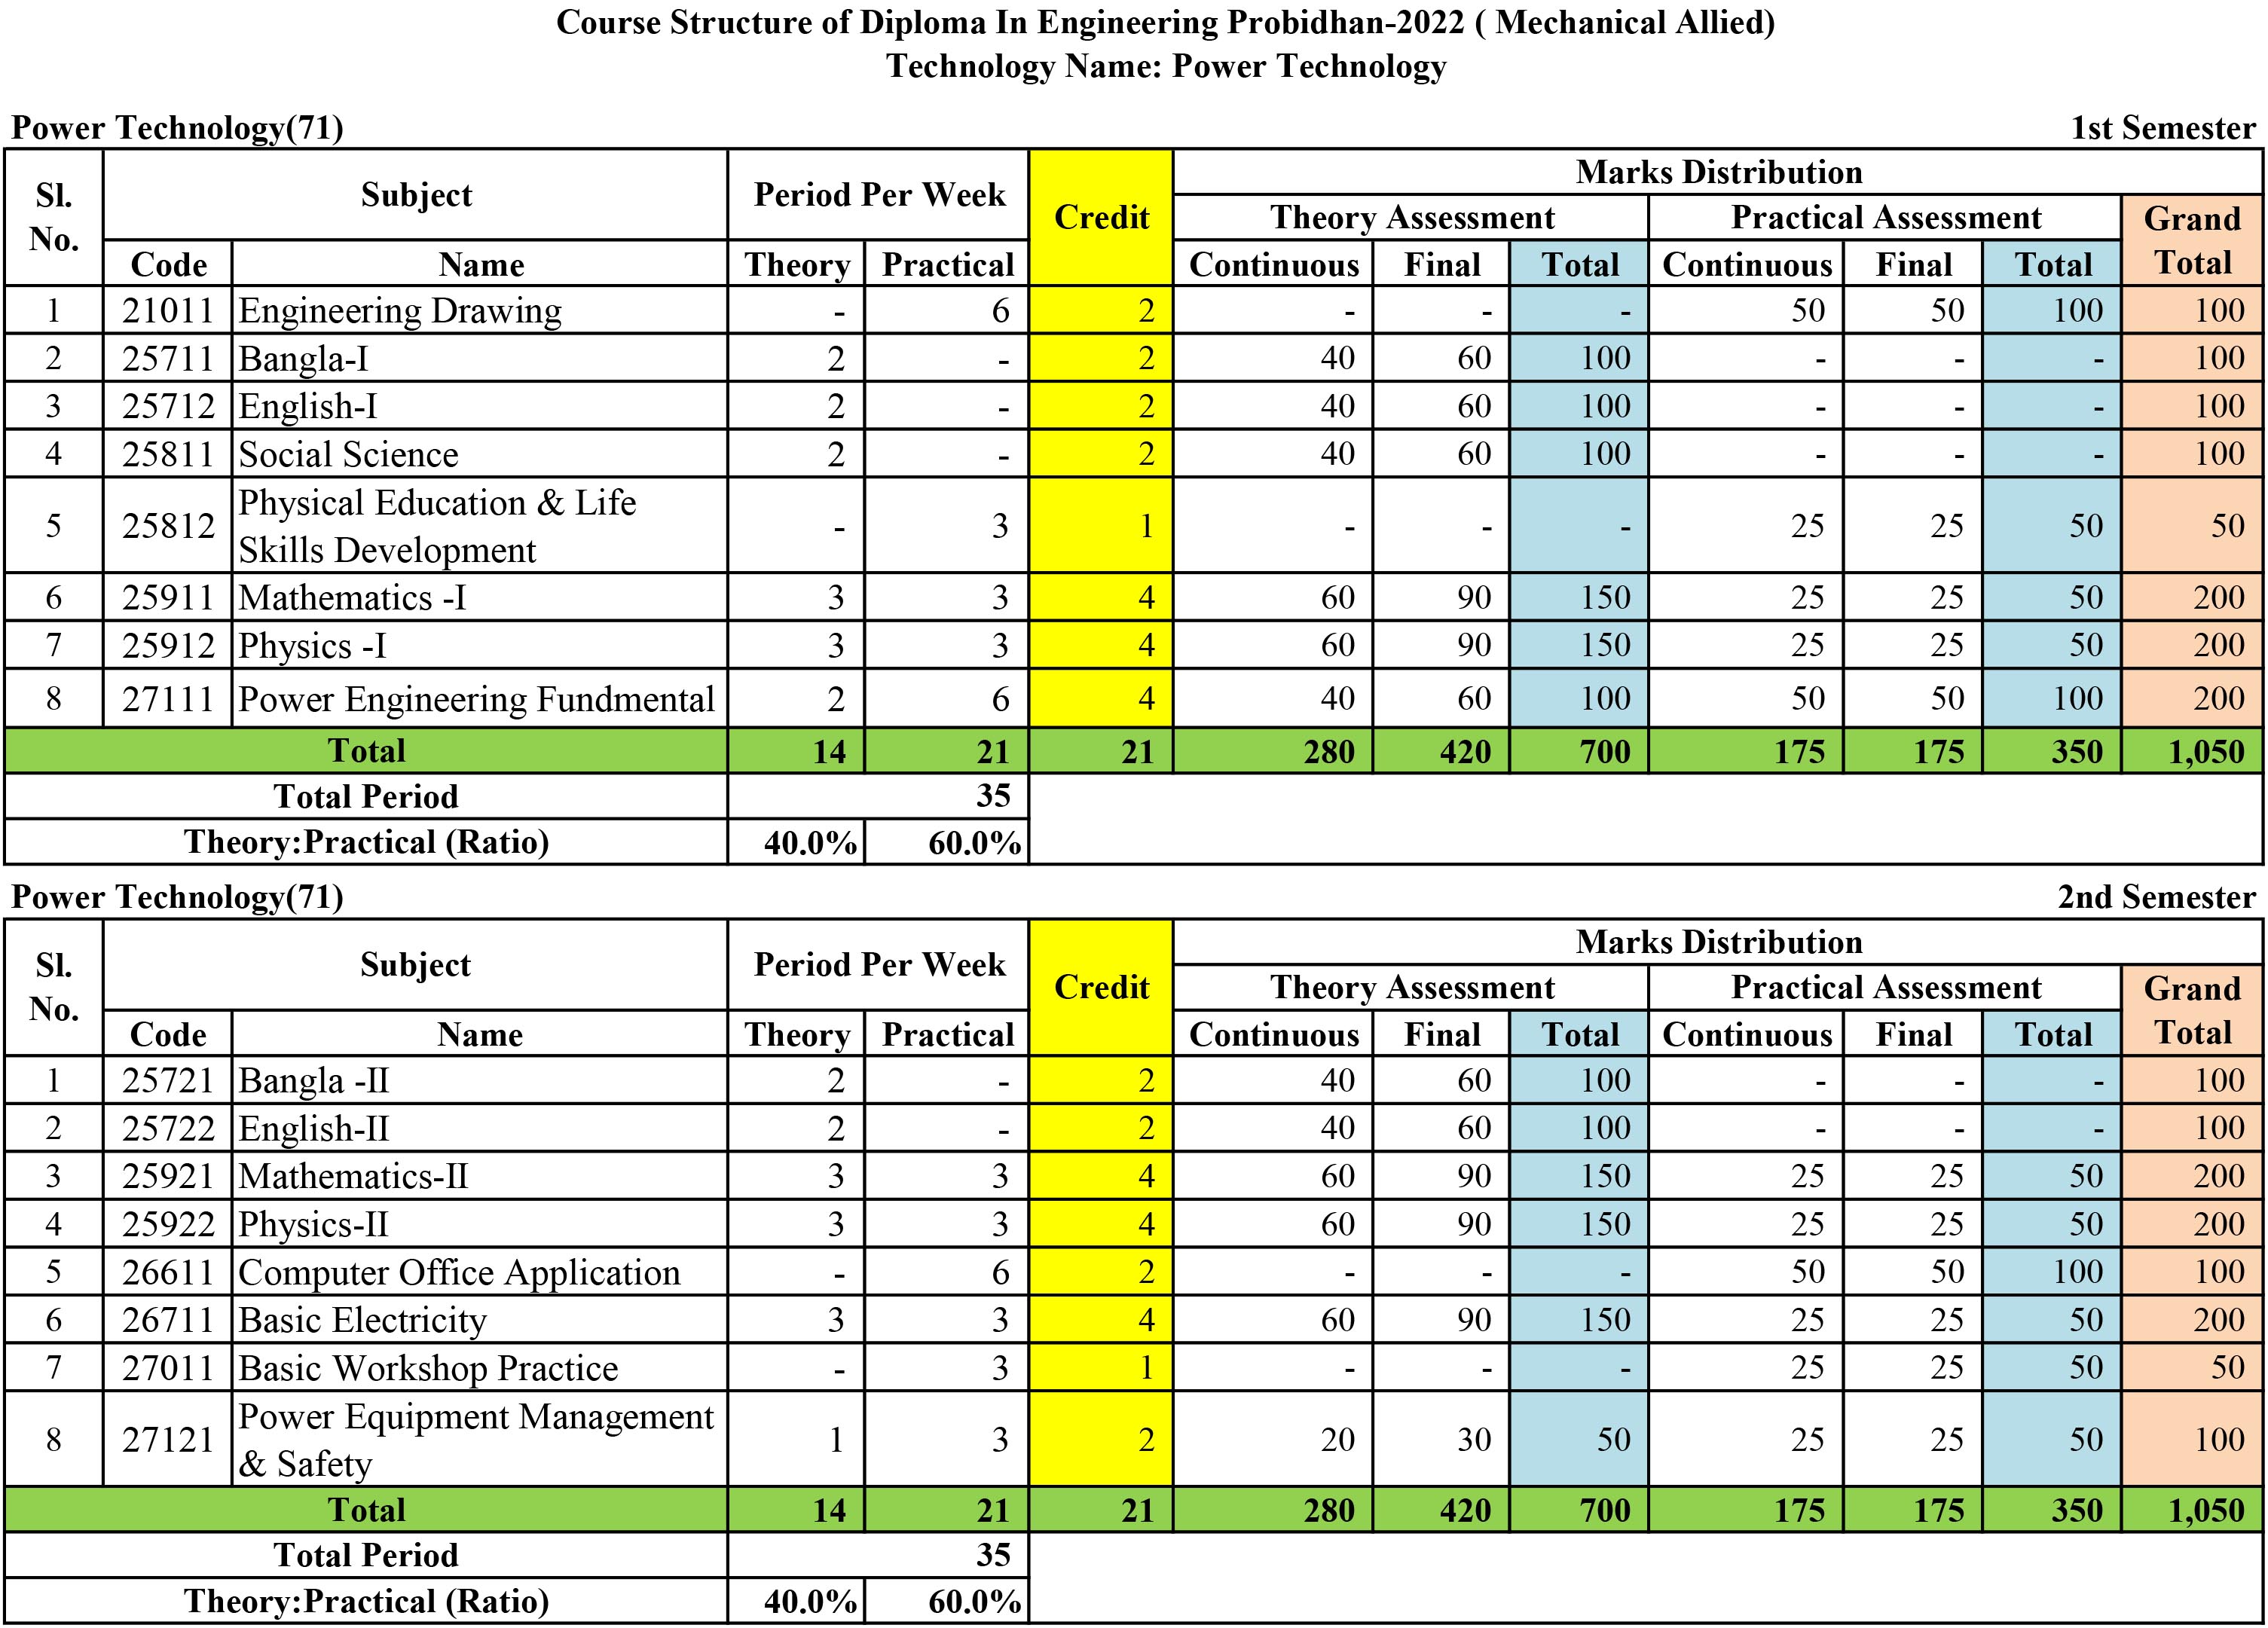 Course Structure of Diploma In Engineering Probidhan-2022 ( Mechanical Allied)
Technology Name: Power Technology
Power Technology(71) 1st Semester
Sl. No. Subject Period Per Week Credit Marks Distribution
Theory Assessment Practical Assessment Grand Total
Code Name Theory Practical Continuous Final Total Continuous Final Total
1 21011 Engineering Drawing - 6 2 - - - 50 50 100 100
2 25711 Bangla-I 2 - 2 40 60 100 - - - 100
3 25712 English-I 2 - 2 40 60 100 - - - 100
4 25811 Social Science 2 - 2 40 60 100 - - - 100
5 25812 Physical Education & Life Skills Development - 3 1 - - - 25 25 50 50
6 25911 Mathematics -I 3 3 4 60 90 150 25 25 50 200
7 25912 Physics -I 3 3 4 60 90 150 25 25 50 200
8 27111 Power Engineering Fundmental 2 6 4 40 60 100 50 50 100 200
Total 14 21 21 280 420 700 175 175 350 1,050
Total Period 35
Theory:Practical (Ratio) 40.0% 60.0%
Power Technology(71) 2nd Semester
Sl. No. Subject Period Per Week Credit Marks Distribution
Theory Assessment Practical Assessment Grand Total
Code Name Theory Practical Continuous Final Total Continuous Final Total
1 25721 Bangla -II 2 - 2 40 60 100 - - - 100
2 25722 English-II 2 - 2 40 60 100 - - - 100
3 25921 Mathematics-II 3 3 4 60 90 150 25 25 50 200
4 25922 Physics-II 3 3 4 60 90 150 25 25 50 200
5 26611 Computer Office Application - 6 2 - - - 50 50 100 100
6 26711 Basic Electricity 3 3 4 60 90 150 25 25 50 200
7 27011 Basic Workshop Practice - 3 1 - - - 25 25 50 50
8 27121 Power Equipment Management & Safety 1 3 2 20 30 50 25 25 50 100
Total 14 21 21 280 420 700 175 175 350 1,050
Total Period 35
Theory:Practical (Ratio) 40.0% 60.0%